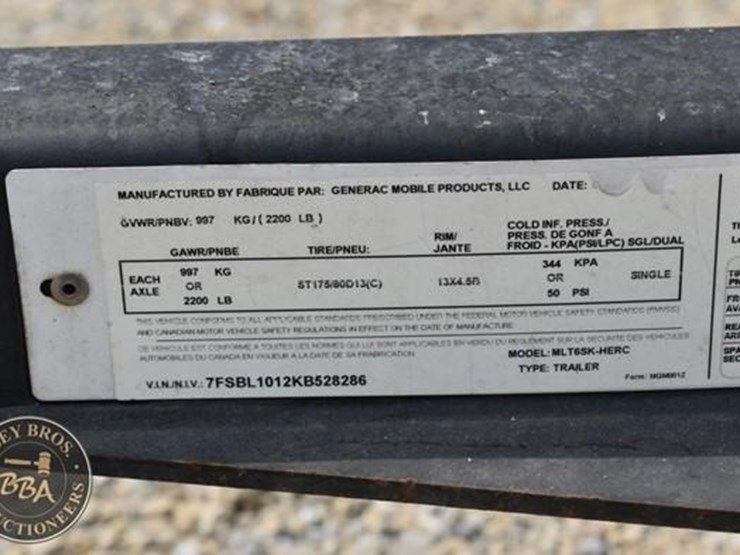 MANUFACTURED BY FABRIQUE PAR: GENERAC MOBILE PRODUCTS, LLC DATE:
GVWR/PNBV: 997 KG/( 2200 LB )
GAWR/PNBE TIRE/PNEU: RIM/ JANTE COLD INF. PRESS./ PRESS. DE GONF A FROID - KPA(PSI/LPC) SGL/DUAL
EACH AXLE 997 KG OR 2200 LB ST175/80D13(C) 13X4.5B 344 KPA OR 50 PSI SINGLE
THIS VEHICLE CONFORMS TO ALL APPLICABLE STANDARDS PRESCRIBED UNDER THE FEDERAL MOTOR VEHICLE SAFETY STANDARDS (FMVSS)
AND CANADIAN MOTOR VEHICLE SAFETY REGULATIONS IN EFFECT ON THE DATE OF MANUFACTURE
CE VEHICULE EST CONFORME A TOUTES LES NORMES QUI LUI SONT APPLICABLES EN VERDU DU REGLEMENT SUR LA SECURITE DES VEHICULES
AUTOMOBILES DU CANADA EN VIGUEUR A LA DATE DE SA FABRICATION
MODEL: MLT6SK-HERC
TYPE: TRAILER
V.I.N./N.I.V.: 7FSBL1012KB528286
Form: MGM001Z
EY BROS.
BBA
UCTIONEERS